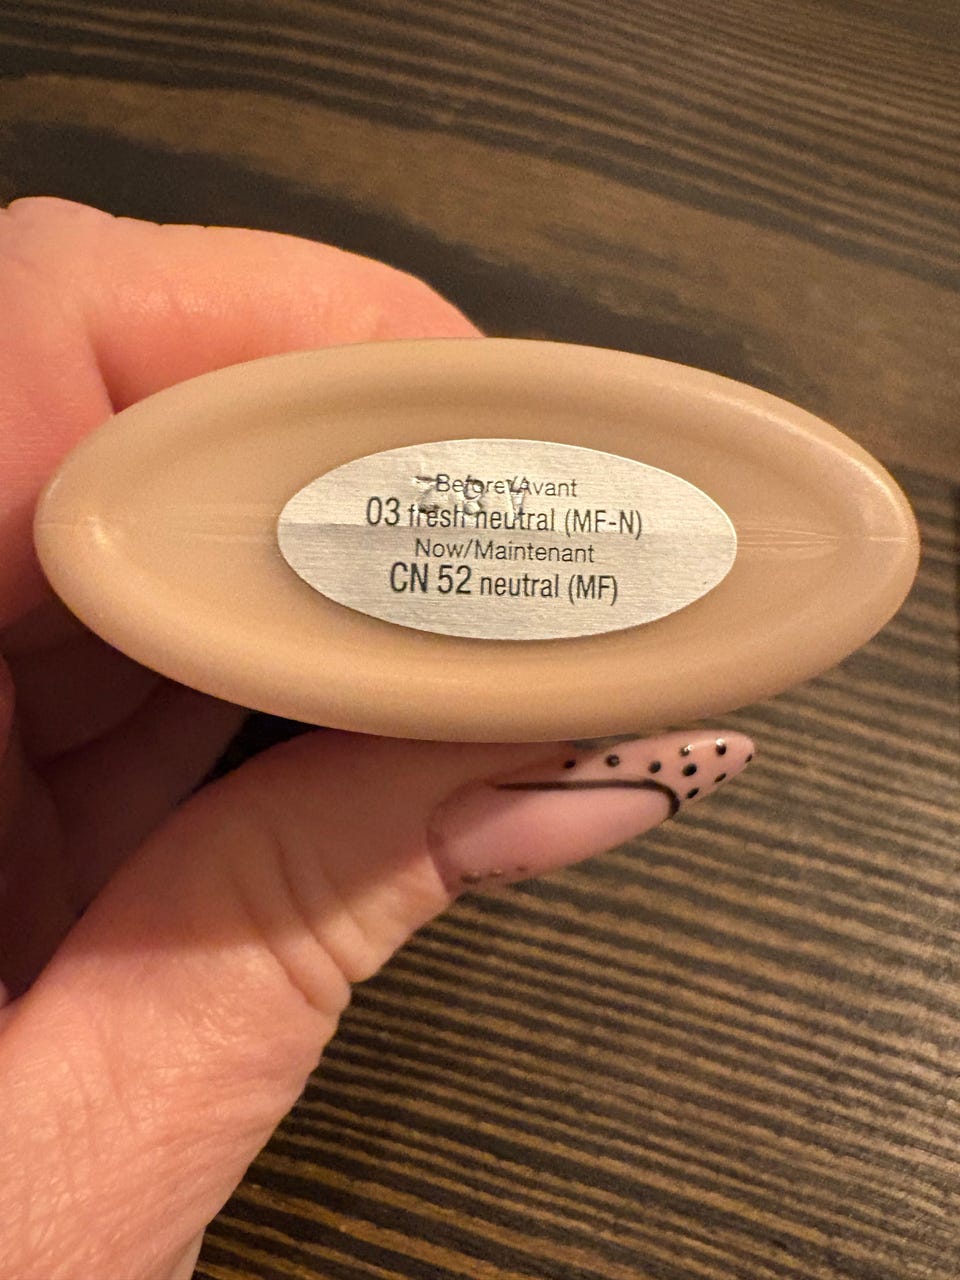 Before/Avant
03 fresh neutral (MF-N)
Now/Maintenant
CN 52 neutral (MF)